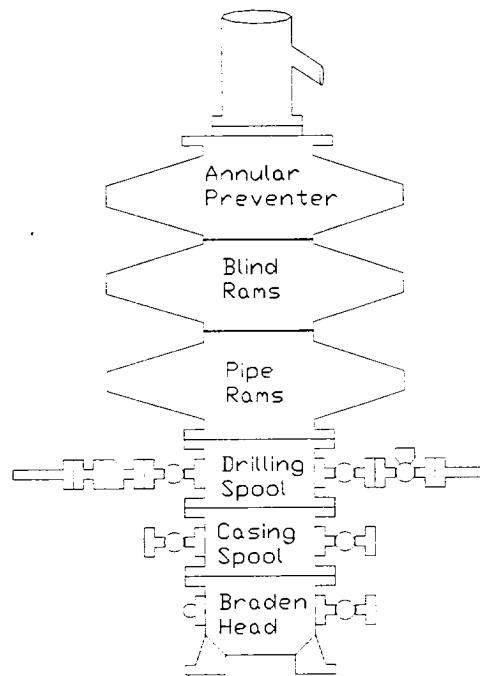 Annular
Preventer
Blind
Rams
Pipe
Rams
Drilling
Spool
Casing
Spool
Braden
Head